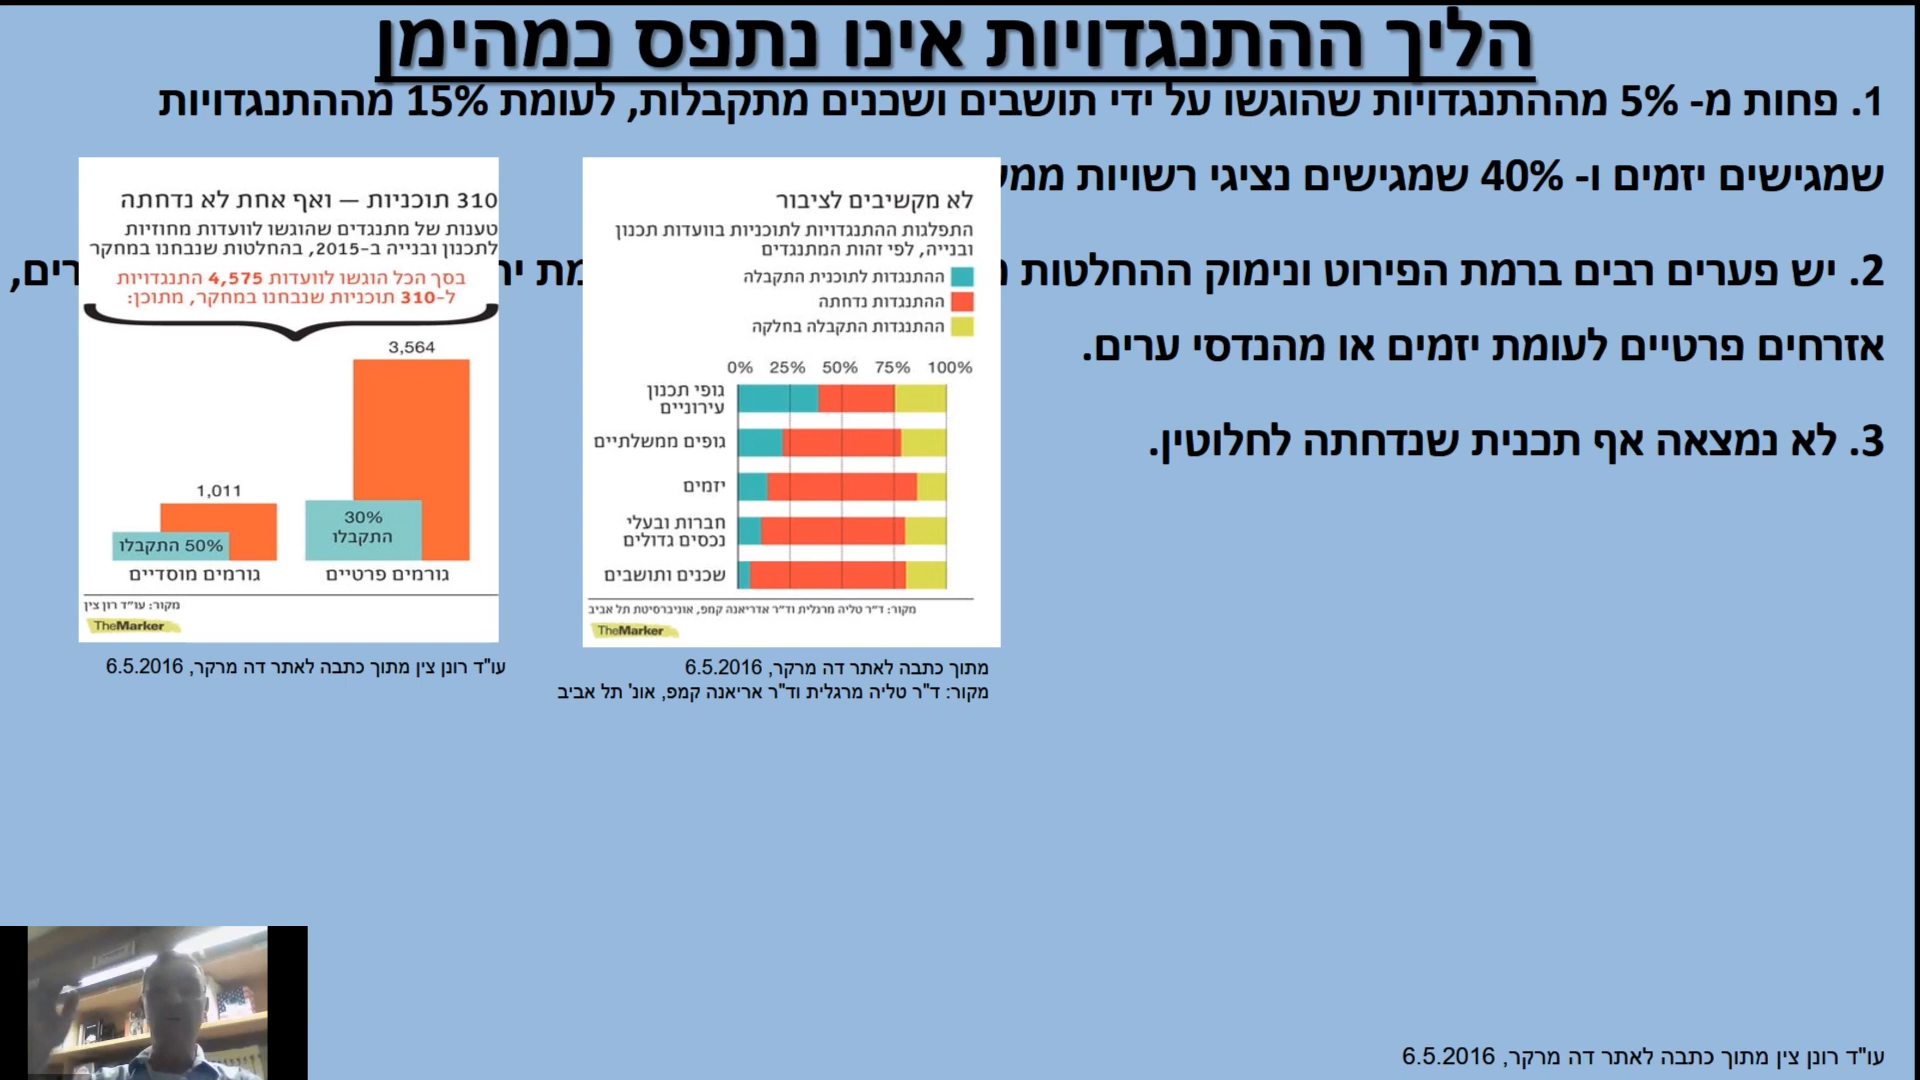 הליך ההתנגדויות אינו נתפס כמהימן
1. פחות מ- 5% מההתנגדויות שהוגשו על ידי תושבים ושכנים מתקבלות, לעומת 15% מההתנגדויות
שמגישים יזמים ו- 40% שמגישים נציגי רשויות
2. יש פערים רבים ברמת הפירוט ונימוק ההחלטות
אזרחים פרטיים לעומת יזמים או מהנדסי ערים.
3. לא נמצאה אף תכנית שנדחתה לחלוטין.
לא מקשיבים לציבור
התפלגות ההתנגדויות לתוכניות בוועדות תכנון
ובנייה, לפי זהות המתנגדים
ההתנגדות לתוכנית התקבלה
ההתנגדות נדחתה
ההתנגדות התקבלה בחלקה
0% 25% 50% 75% 100%
גופי תכנון
עירוניים
גופים ממשלתיים
יזמים
חברות ובעלי
נכסים גדולים
שכנים ותושבים
מקור: ד"ר טליה מרגלית וד"ר אדריאנה קמפ, אוניברסיטת תל אביב
TheMarker
מתוך כתבה לאתר דה מרקר, 6.5.2016
מקור: ד"ר טליה מרגלית וד"ר אריאנה קמפ, אונ' תל אביב
310 תוכניות — ואף אחת לא נדחתה
טענות של מתנגדים שהוגשו לוועדות מחוזיות
לתכנון ובנייה ב-2015, בהחלטות שנבחנו במחקר
בסך הכל הוגשו לוועדות 4,575 התנגדויות
ל-310 תוכניות שנבחנו במחקר, מתוכן:
3,564
30%
התקבלו
גורמים פרטיים
1,011
50% התקבלו
גורמים מוסדיים
מקור: עו"ד רון צין
TheMarker
עו"ד רונן צין מתוך כתבה לאתר דה מרקר, 6.5.2016
עו"ד רונן צין מתוך כתבה לאתר דה מרקר, 6.5.2016